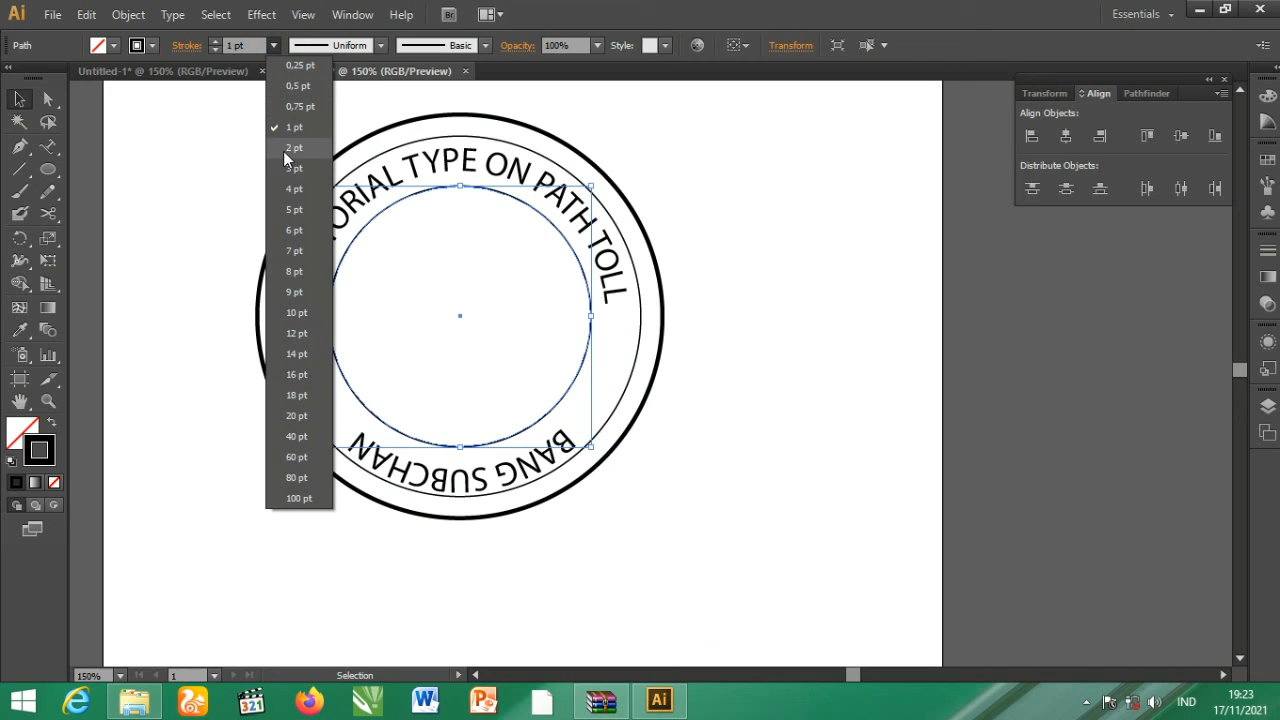 Ai File Edit Object Type Select Effect View Window Help Br Essentials
Path Stroke: 1 pt Uniform Basic Opacity: 100% Style: Transform
Untitled-1* @ 150% (RGB/Preview) × * @ 150% (RGB/Preview) ×
0,25 pt
0,5 pt
0,75 pt
1 pt
2 pt
3 pt
4 pt
5 pt
6 pt
7 pt
8 pt
9 pt
10 pt
12 pt
14 pt
16 pt
18 pt
20 pt
40 pt
60 pt
80 pt
100 pt
ORIAL TYPE ON PATH TOLL
BANG SUBCHAN
Transform Align Pathfinder
Align Objects:
Distribute Objects:
150% 1 Selection
321 Ai IND
19:23
17/11/2021